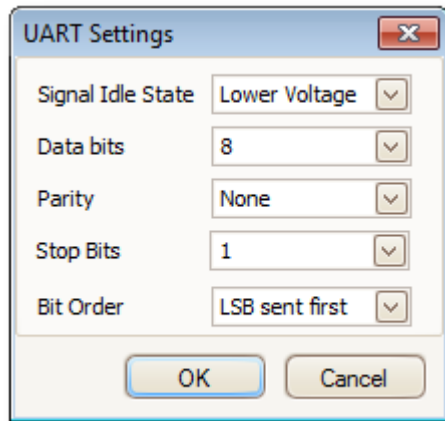 UART Settings
Signal Idle State Lower Voltage
Data bits 8
Parity None
Stop Bits 1
Bit Order LSB sent first
OK Cancel